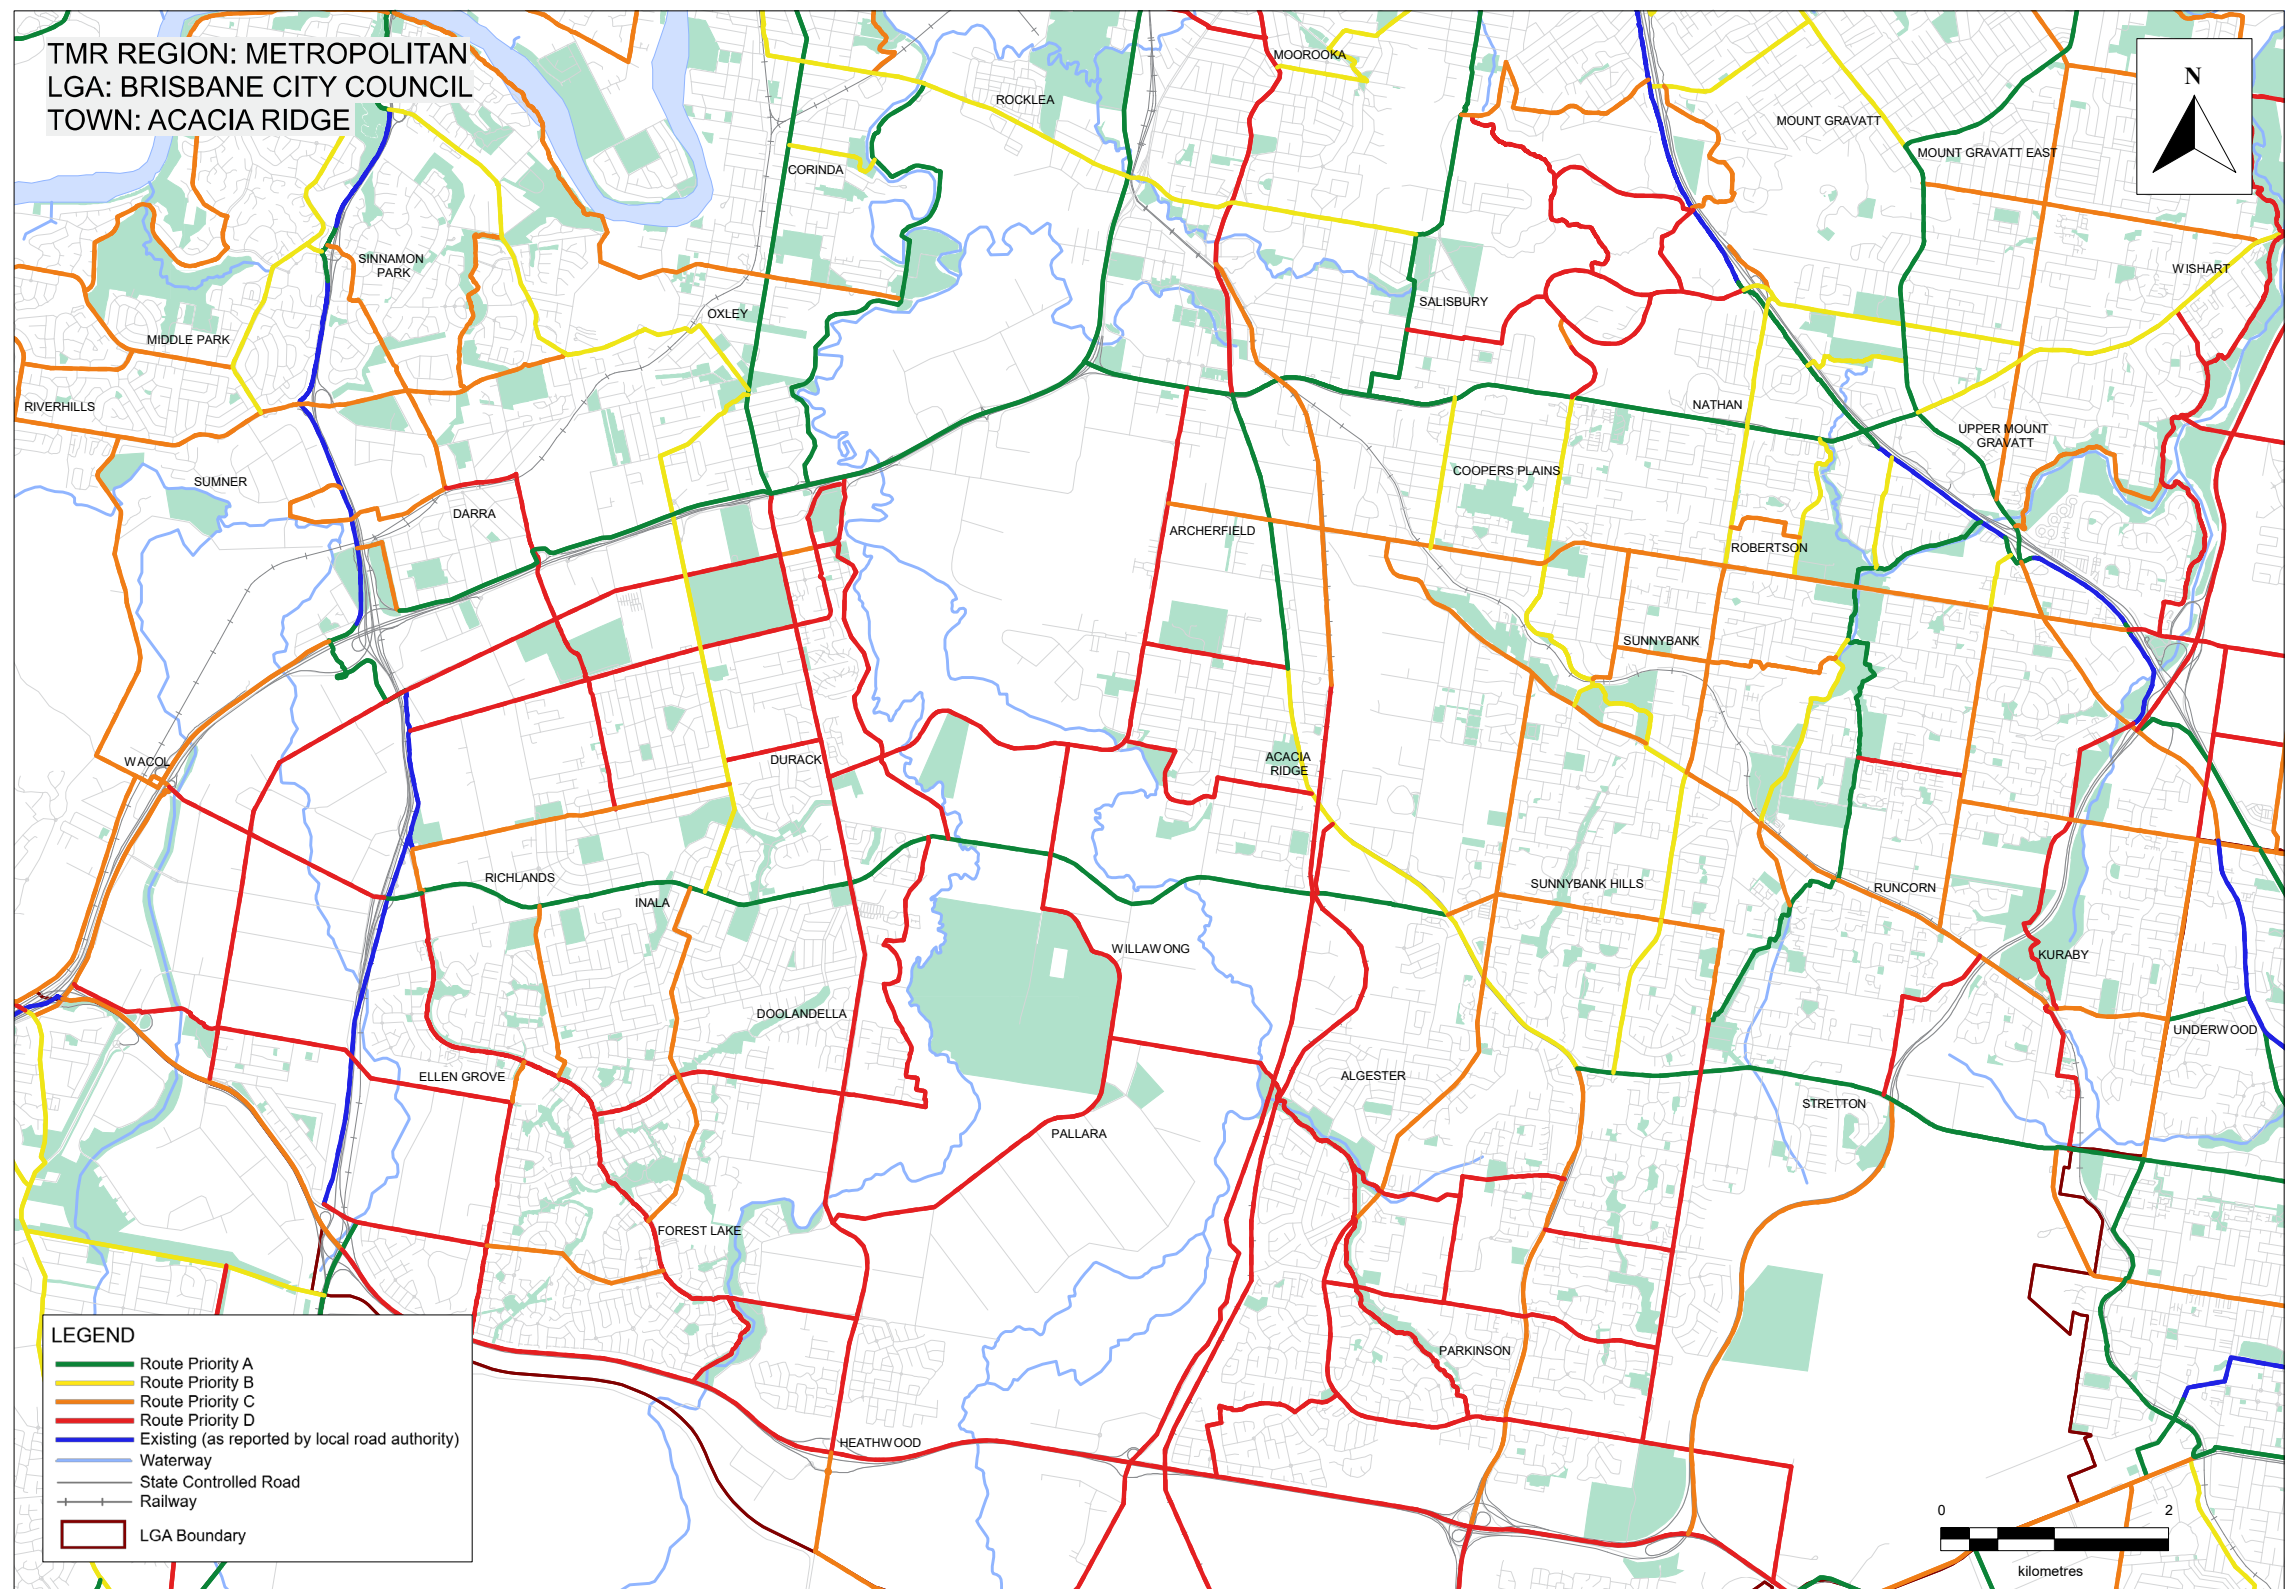 TMR REGION: METROPOLITAN
LGA: BRISBANE CITY COUNCIL
TOWN: ACACIA RIDGE
N
MOOROOKA
ROCKLEA
MOUNT GRAVATT
MOUNT GRAVATT EAST
CORINDA
SINNAMON
PARK
WISHART
SALISBURY
OXLEY
MIDDLE PARK
RIVERHILLS
NATHAN
UPPER MOUNT
GRAVATT
COOPERS PLAINS
SUMNER
DARRA
ARCHERFIELD
ROBERTSON
SUNNYBANK
WACOL
DURACK
ACACIA
RIDGE
RICHLANDS
INALA
SUNNYBANK HILLS
RUNCORN
WILLAWONG
KURABY
DOOLANDELLA
UNDERWOOD
ELLEN GROVE
ALGESTER
STRETTON
PALLARA
FOREST LAKE
PARKINSON
HEATHWOOD
LEGEND
Route Priority A
Route Priority B
Route Priority C
Route Priority D
Existing (as reported by local road authority)
Waterway
State Controlled Road
Railway
LGA Boundary
0 2
kilometres